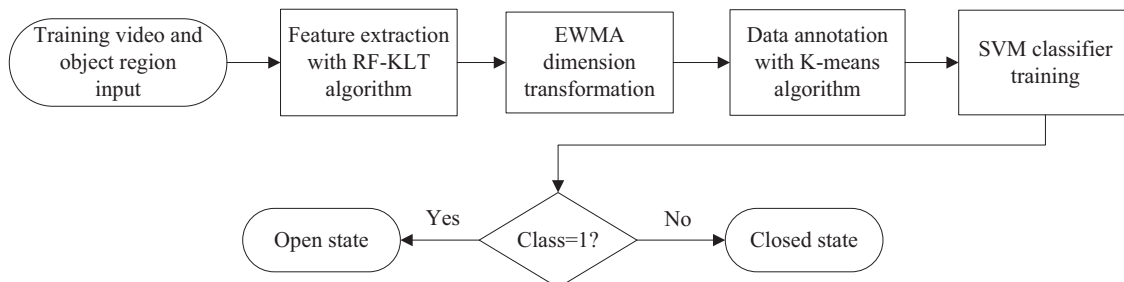 Training video and
object region
input
Feature extraction
with RF-KLT
algorithm
EWMA
dimension
transformation
Data annotation
with K-means
algorithm
SVM classifier
training
Yes
No
Open state
Class=1?
Closed state